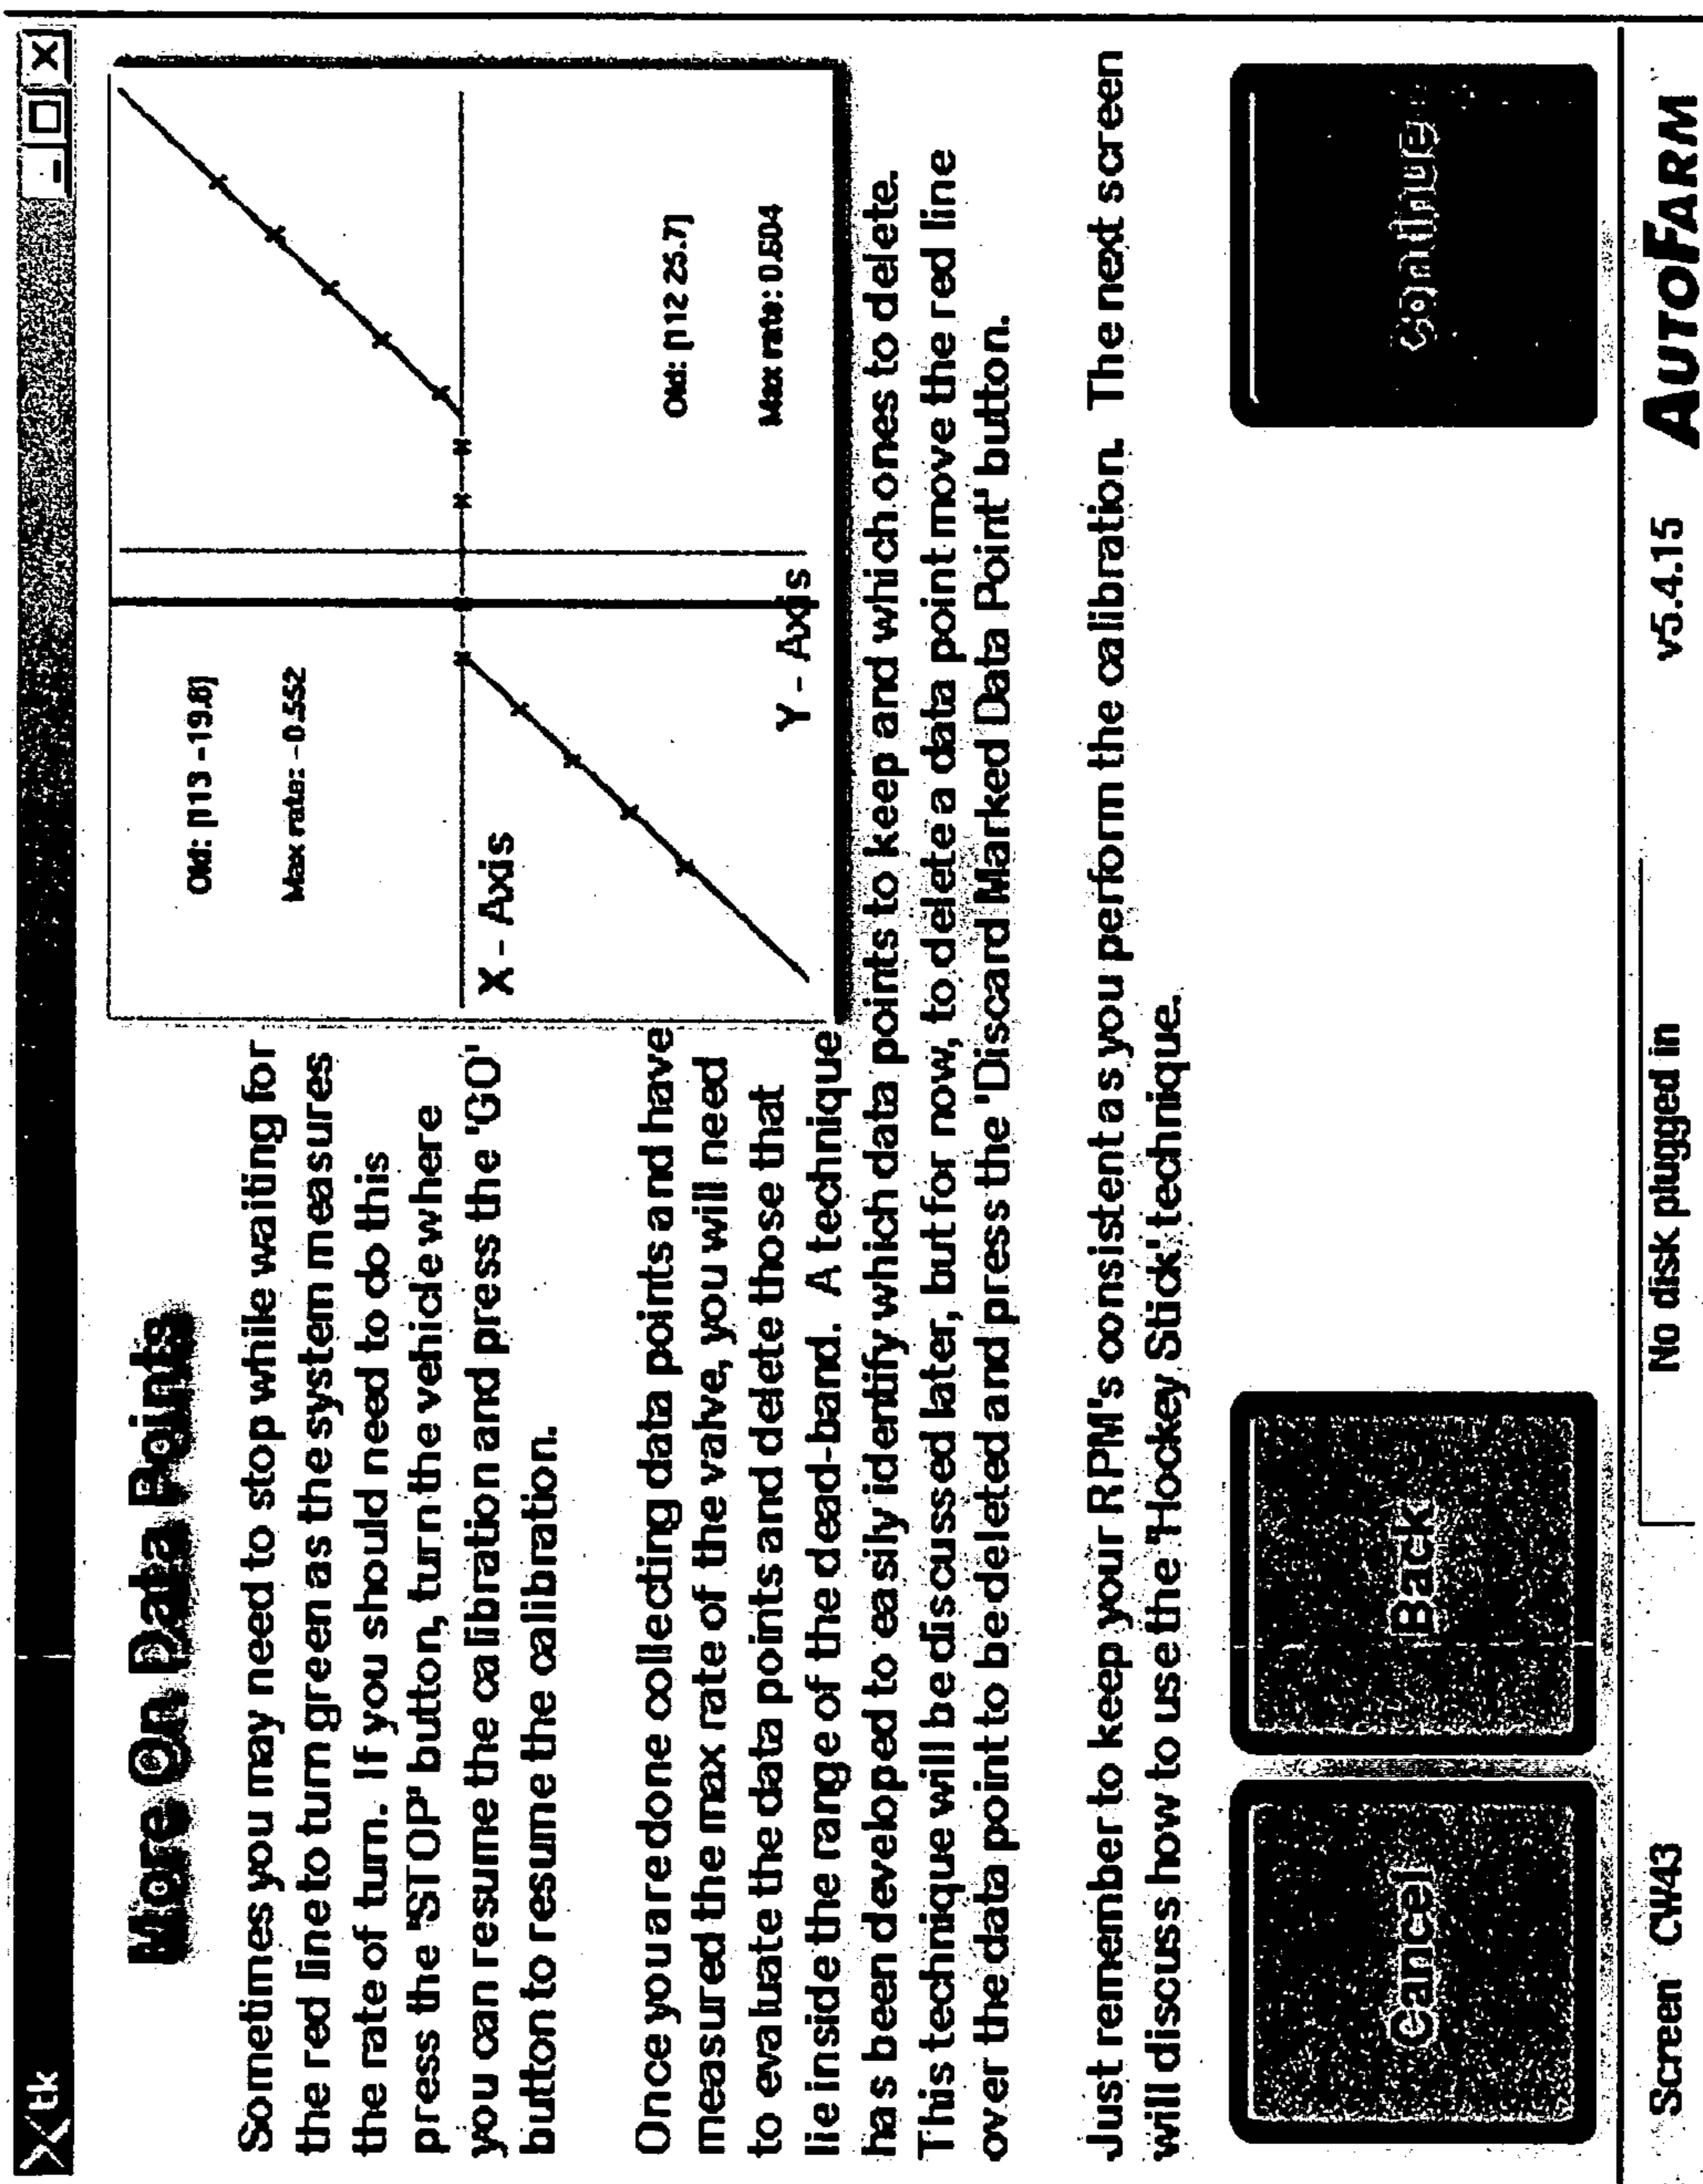 tk
More On Data Points
Sometimes you may need to stop while waiting for
the red line to turn green as the system measures
the rate of turn. If you should need to do this
press the 'STOP' button, turn the vehicle where
you can resume the calibration and press the 'GO'
button to resume the calibration.
Once you are done collecting data points and have
measured the max rate of the valve, you will need
to evaluate the data points and delete those that
lie inside the range of the dead-band. A technique
has been developed to easily identify which data points to keep and which ones to delete.
This technique will be discussed later, but for now, to delete a data point move the red line
over the data point to be deleted and press the 'Discard Marked Data Point' button.
Old: [113 -19.8]
Max rate: -0.552
X - Axis
Y - Axis
Old: [112 25.7]
Max rate: 0.604
Just remember to keep your RPM's consistent as you perform the calibration. The next screen
will discuss how to use the 'Hockey Stick' technique.
Cancel
Back
Continue
Screen CW43
No disk plugged in
v5.4.15
AUTOFARM